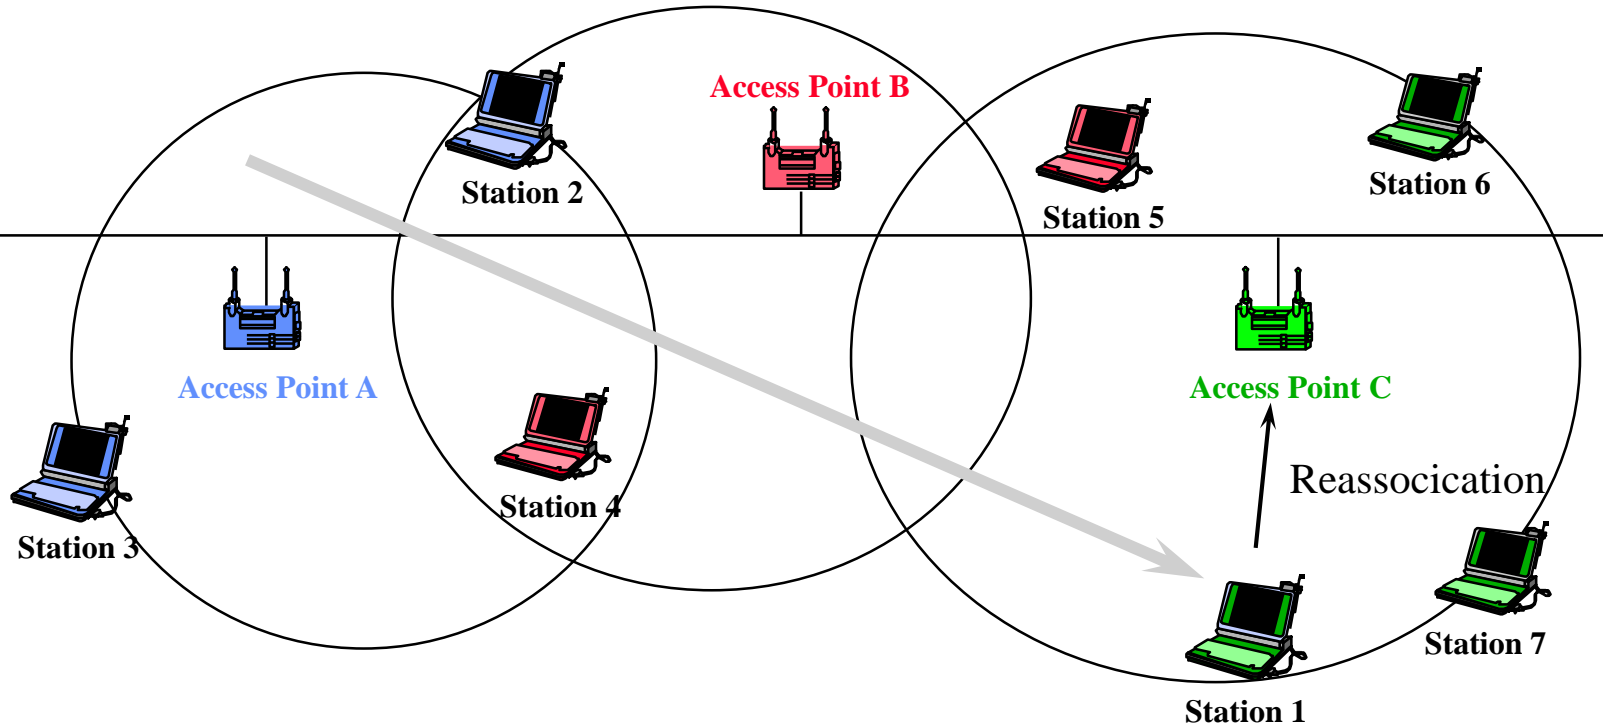 Access Point B
Station 2
Station 6
Station 5
Access Point A
Access Point C
Reassocication
Station 4
Station 3
Station 7
Station 1